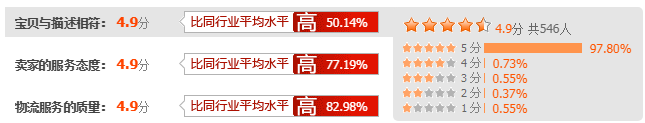 宝贝与描述相符： 4.9分 比同行业平均水平 高 50.14%
卖家的服务态度： 4.9分 比同行业平均水平 高 77.19%
物流服务的质量： 4.9分 比同行业平均水平 高 82.98%
4.9分 共546人
5分 97.80%
4分 0.73%
3分 0.55%
2分 0.37%
1分 0.55%